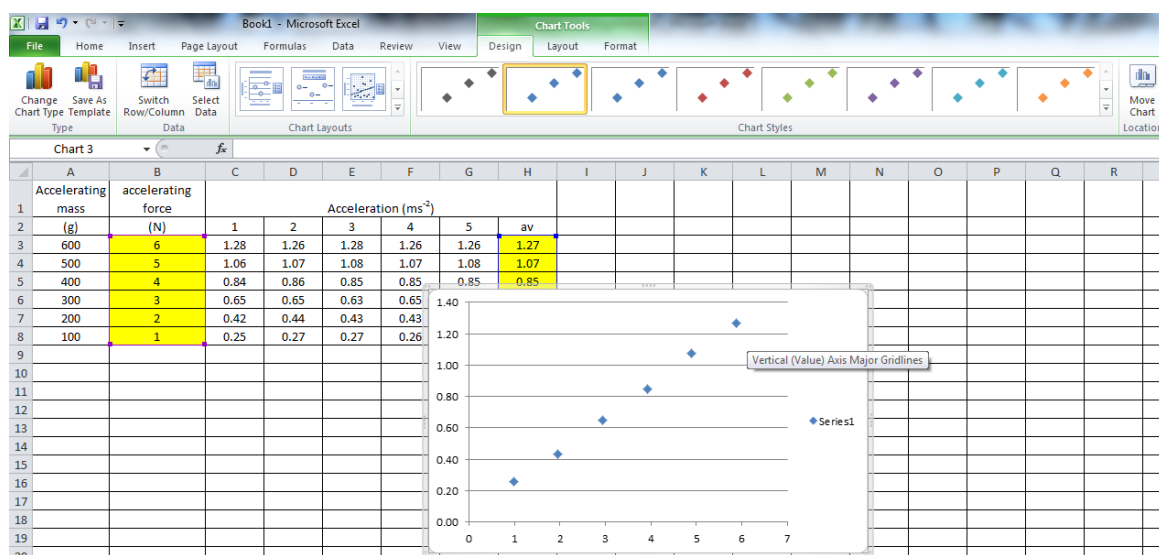 Book1 - Microsoft Excel
Chart Tools
File Home Insert Page Layout Formulas Data Review View Design Layout Format
Change Chart Type
Save As Template
Switch Row/Column
Select Data
Move Chart
Type Data Chart Layouts Chart Styles Location
Chart 3 fx
A B C D E F G H I J K L M N O P Q R
1 Accelerating mass accelerating force Acceleration (ms⁻²)
2 (g) (N) 1 2 3 4 5 av
3 600 6 1.28 1.26 1.28 1.26 1.26 1.27
4 500 5 1.06 1.07 1.08 1.07 1.08 1.07
5 400 4 0.84 0.86 0.85 0.85 0.85 0.85
6 300 3 0.65 0.65 0.63 0.65
7 200 2 0.42 0.44 0.43 0.43
8 100 1 0.25 0.27 0.27 0.26
9
10
11
12
13
14
15
16
17
18
19
1.40
1.20
1.00
0.80
0.60
0.40
0.20
0.00
0 1 2 3 4 5 6 7
Vertical (Value) Axis Major Gridlines
Series1